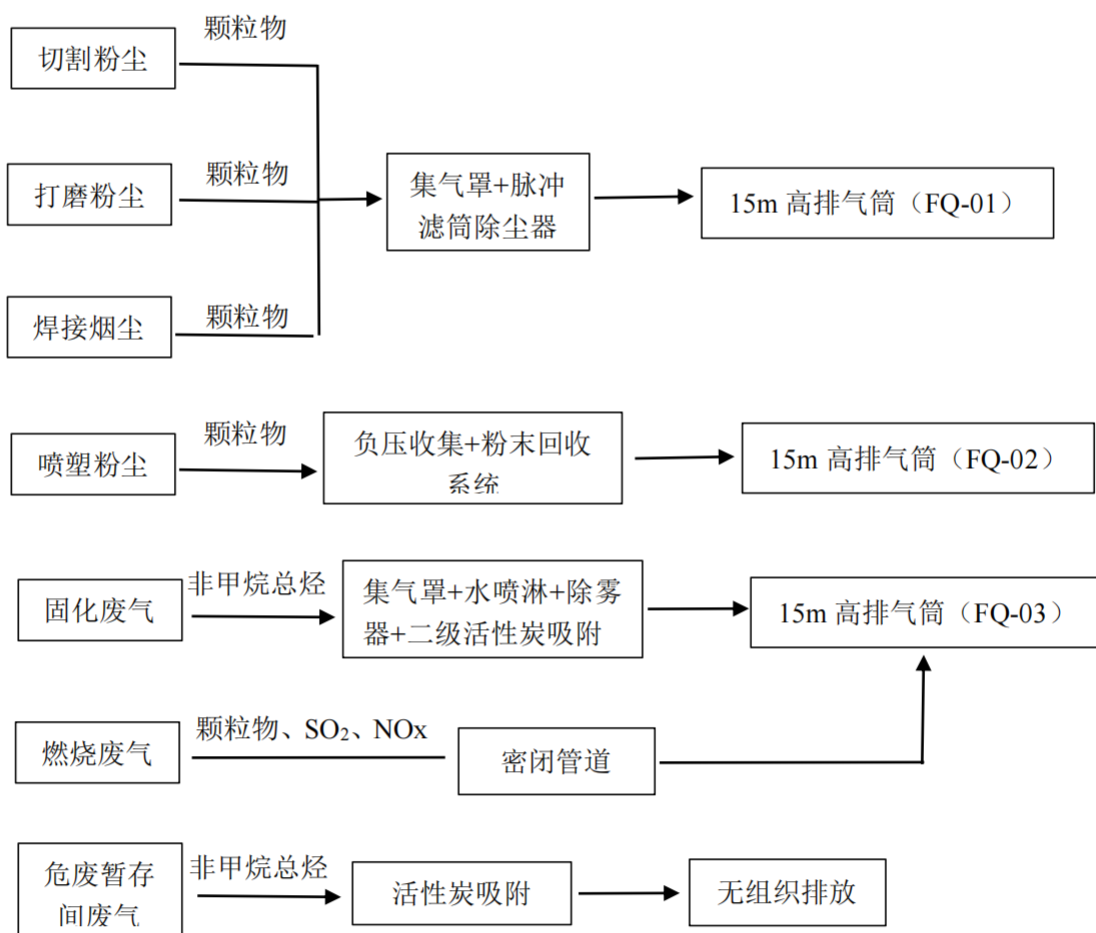 颗粒物
切割粉尘
颗粒物
打磨粉尘
集气罩+脉冲
滤筒除尘器
15m 高排气筒（FQ-01）
颗粒物
焊接烟尘
颗粒物
喷塑粉尘
负压收集+粉末回收
系统
15m 高排气筒（FQ-02）
非甲烷总烃
固化废气
集气罩+水喷淋+除雾
器+二级活性炭吸附
15m 高排气筒（FQ-03）
颗粒物、SO₂、NOx
燃烧废气
密闭管道
非甲烷总烃
危废暂存
间废气
活性炭吸附
无组织排放